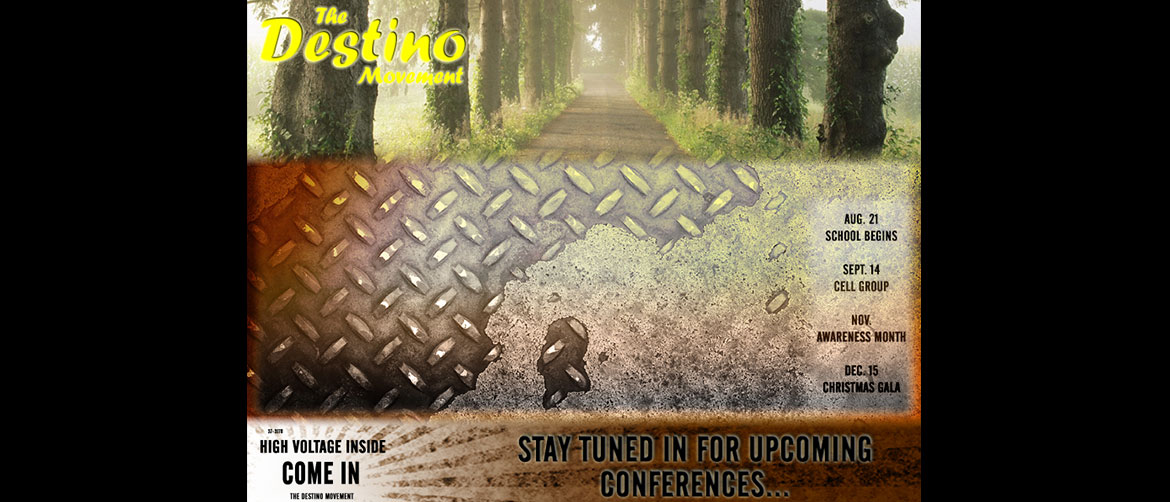 The
Destino
Movement
AUG. 21
SCHOOL BEGINS
SEPT. 14
CELL GROUP
NOV.
AWARENESS MONTH
DEC. 15
CHRISTMAS GALA
HIGH VOLTAGE INSIDE
COME IN
THE DESTINO MOVEMENT
STAY TUNED IN FOR UPCOMING
CONFERENCES...